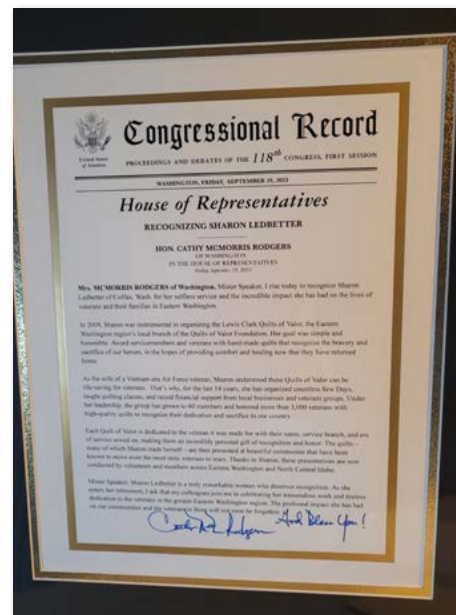 United States
of America
Congressional Record
PROCEEDINGS AND DEBATES OF THE 118th CONGRESS, FIRST SESSION
WASHINGTON, FRIDAY, SEPTEMBER 29, 2023
House of Representatives
RECOGNIZING SHARON LEDBETTER
HON. CATHY MCMORRIS RODGERS
OF WASHINGTON
IN THE HOUSE OF REPRESENTATIVES
Friday, September 29, 2023
Mrs. MCMORRIS RODGERS of Washington. Mister Speaker, I rise today to recognize Sharon
Ledbetter of Colfax, Wash. for her selfless service and the incredible impact she has had on the lives of
veterans and their families in Eastern Washington.
In 2009, Sharon was instrumental in organizing the Lewis Clark Quilts of Valor, the Eastern
Washington region's local branch of the Quilts of Valor Foundation. Her goal was simple and
honorable: Award servicemembers and veterans with hand-made quilts that recognize the bravery and
sacrifice of our heroes, in the hopes of providing comfort and healing now that they have returned
home.
As the wife of a Vietnam-era Air Force veteran, Sharon understood these Quilts of Valor can be
life-saving for veterans. That's why, for the last 14 years, she has organized countless Sew Days,
taught quilting classes, and raised financial support from local businesses and veterans groups. Under
her leadership, the group has grown to 60 members and honored more than 3,000 veterans with
high-quality quilts to recognize their dedication and sacrifice to our country.
Each Quilt of Valor is dedicated to the veteran it was made for with their name, service branch, and era
of service sewed on, making them an incredibly personal gift of recognition and honor. The quilts –
many of which Sharon made herself – are then presented at beautiful ceremonies that have been
known to move even the most stoic veterans to tears. Thanks to Sharon, these presentations are now
conducted by volunteers and members across Eastern Washington and North Central Idaho.
Mister Speaker, Sharon Ledbetter is a truly remarkable woman who deserves recognition. As she
enters her retirement, I ask that my colleagues join me in celebrating her tremendous work and tireless
dedication to the veterans in the greater Eastern Washington region. The profound impact she has had
on our communities and the veterans in them will not soon be forgotten.
Cathy McM Rodgers God Bless You!